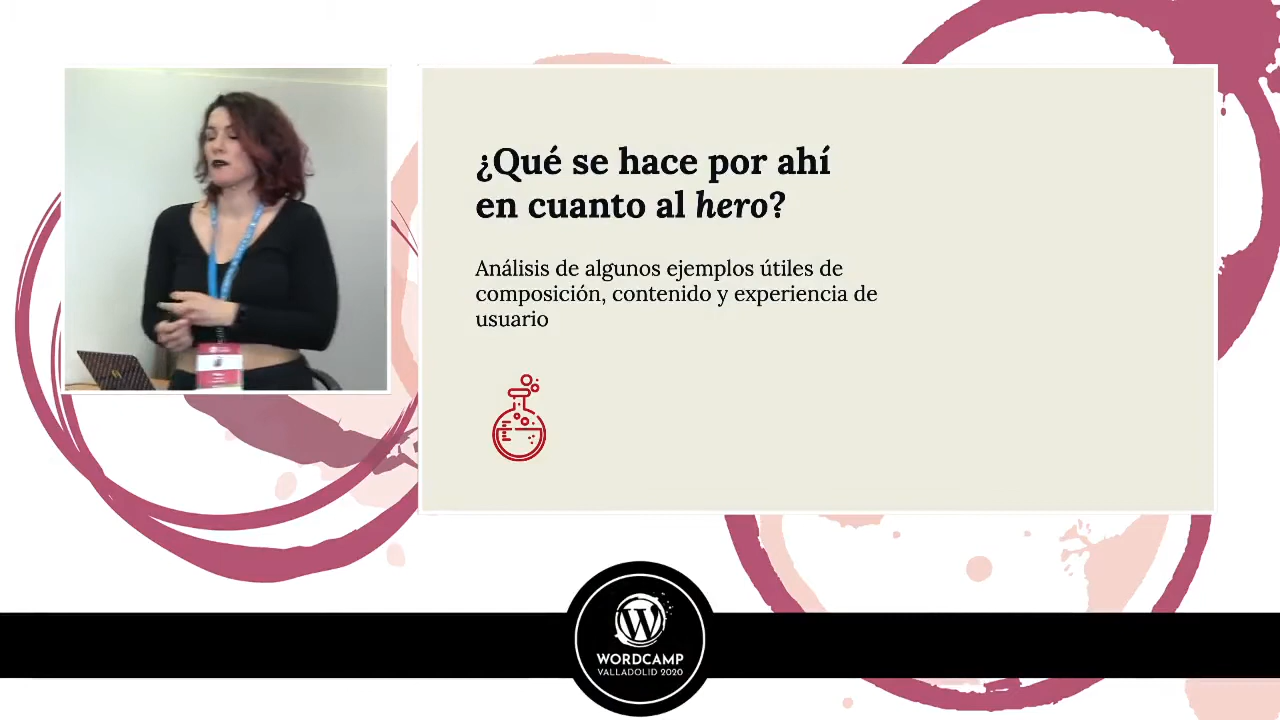 ¿Qué se hace por ahí
en cuanto al hero?
Análisis de algunos ejemplos útiles de
composición, contenido y experiencia de
usuario
WORDCAMP
VALLADOLID 2020